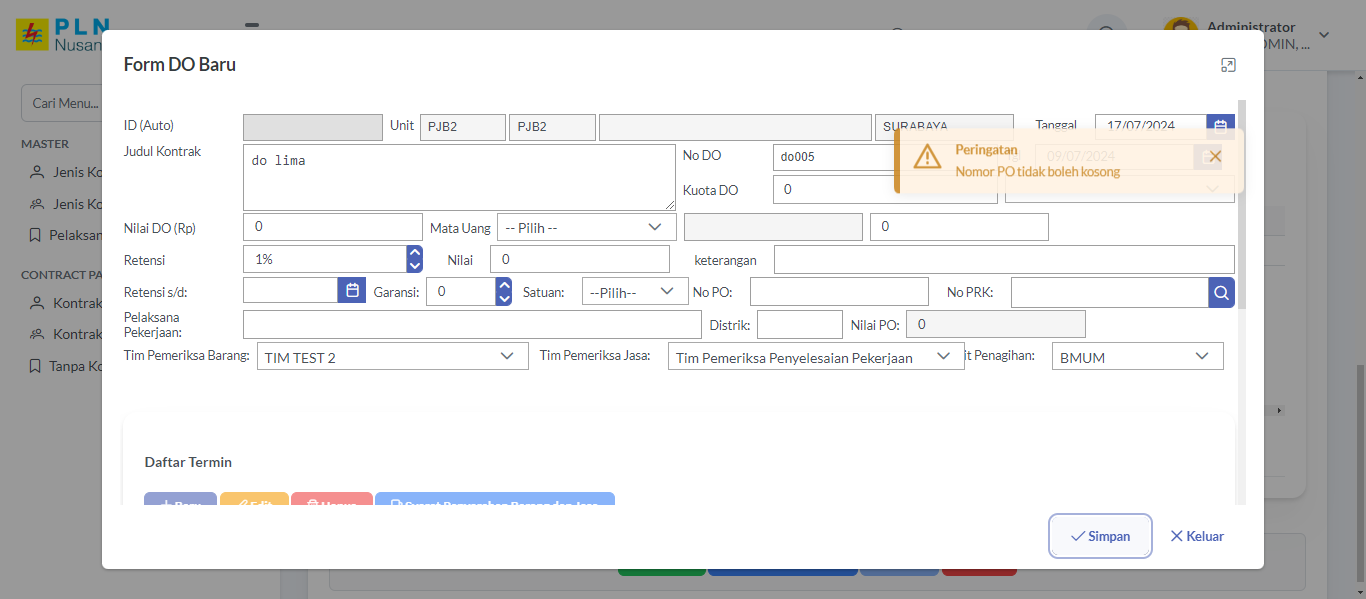 PLN
Nusan
Administrator
DMIN, ...
Form DO Baru
Cari Menu...
MASTER
Jenis Ko
Jenis Ko
Pelaksan
CONTRACT PA
Kontrak
Kontrak
Tanpa Ko
ID (Auto) Unit PJB2 PJB2 SURABAYA Tanggal 17/07/2024
Judul Kontrak do lima No DO do005 09/07/2024
Peringatan
Nomor PO tidak boleh kosong
Kuota DO 0
Nilai DO (Rp) 0 Mata Uang -- Pilih -- 0
Retensi 1% Nilai 0 keterangan
Retensi s/d: Garansi: 0 Satuan: --Pilih-- No PO: No PRK:
Pelaksana
Pekerjaan: Distrik: Nilai PO: 0
Tim Pemeriksa Barang: TIM TEST 2 Tim Pemeriksa Jasa: Tim Pemeriksa Penyelesaian Pekerjaan it Penagihan: BMUM
Daftar Termin
Baru Edit Hapus
Simpan Keluar